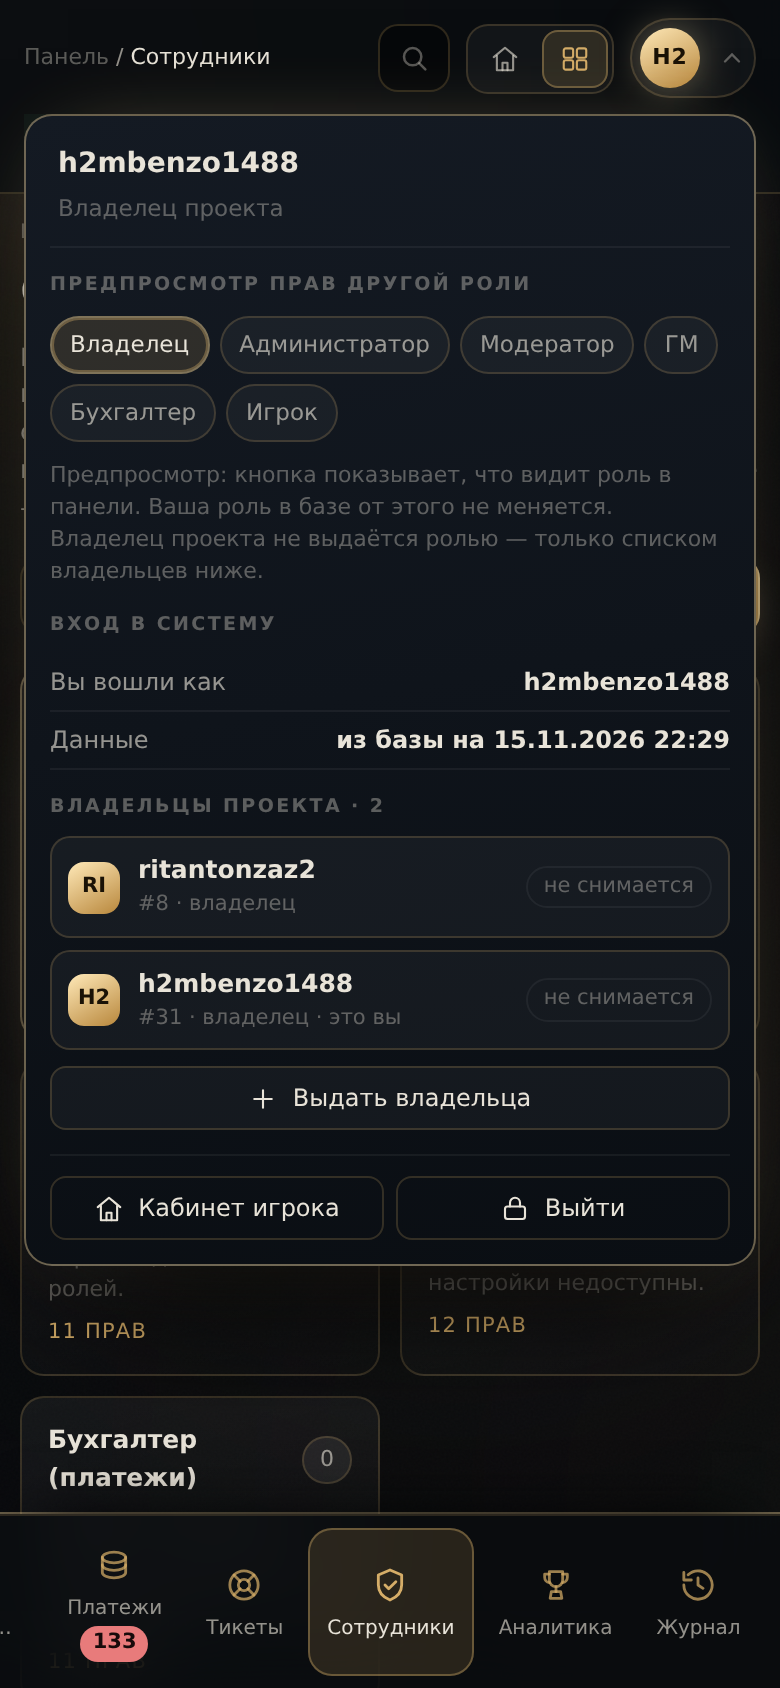 Панель / Сотрудники
H2
h2mbenzo1488
Владелец проекта
ПРЕДПРОСМОТР ПРАВ ДРУГОЙ РОЛИ
Владелец
Администратор
Модератор
ГМ
Бухгалтер
Игрок
Предпросмотр: кнопка показывает, что видит роль в
панели. Ваша роль в базе от этого не меняется.
Владелец проекта не выдаётся ролью — только списком
владельцев ниже.
ВХОД В СИСТЕМУ
Вы вошли как h2mbenzo1488
Данные из базы на 15.11.2026 22:29
ВЛАДЕЛЬЦЫ ПРОЕКТА · 2
RI
ritantonzaz2
#8 · владелец
не снимается
H2
h2mbenzo1488
#31 · владелец · это вы
не снимается
Выдать владельца
Кабинет игрока
Выйти
ролей.
11 ПРАВ
настройки недоступны.
12 ПРАВ
Бухгалтер
(платежи)
0
..
Платежи
133
Тикеты
Сотрудники
Аналитика
Журнал
11 ПРАВ